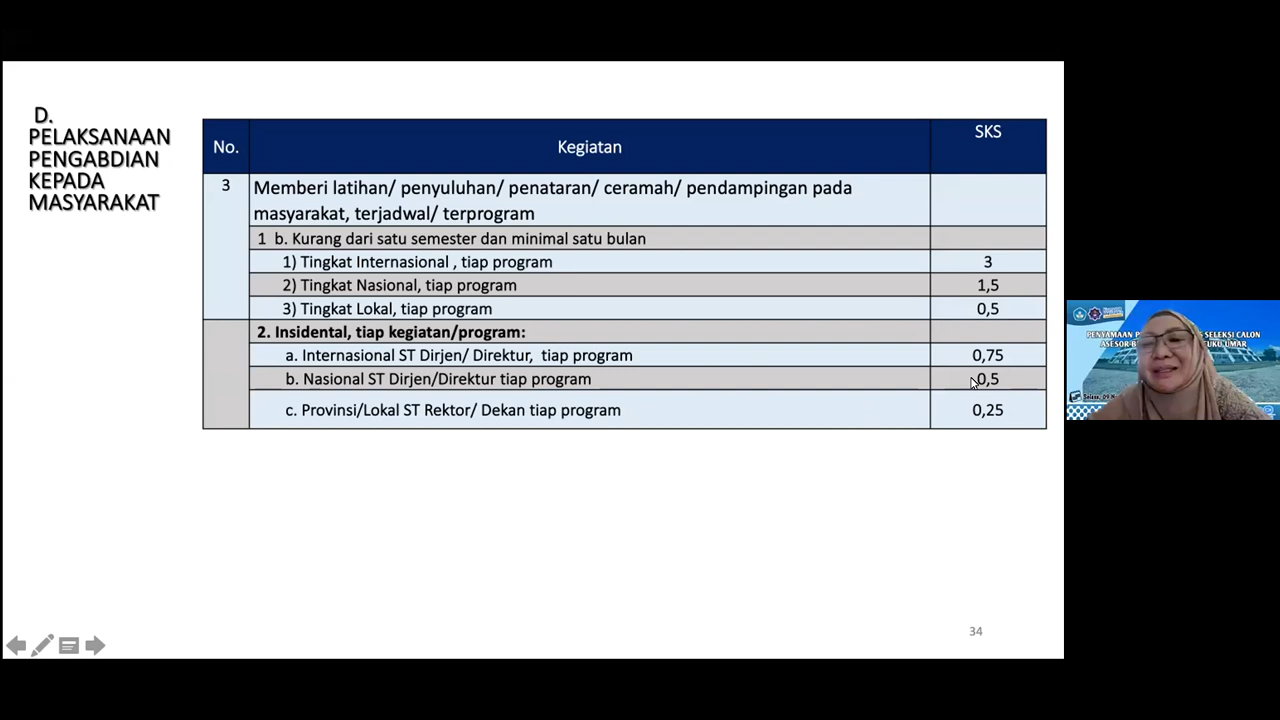 D.
PELAKSANAAN
PENGABDIAN
KEPADA
MASYARAKAT
No.
Kegiatan
SKS
3
Memberi latihan/ penyuluhan/ penataran/ ceramah/ pendampingan pada
masyarakat, terjadwal/ terprogram
1 b. Kurang dari satu semester dan minimal satu bulan
1) Tingkat Internasional , tiap program
3
2) Tingkat Nasional, tiap program
1,5
3) Tingkat Lokal, tiap program
0,5
2. Insidental, tiap kegiatan/program:
a. Internasional ST Dirjen/ Direktur, tiap program
0,75
b. Nasional ST Dirjen/Direktur tiap program
0,5
c. Provinsi/Lokal ST Rektor/ Dekan tiap program
0,25
34
PENYAMAAN
SELEKSI CALON
UMAR
Selasa, 09